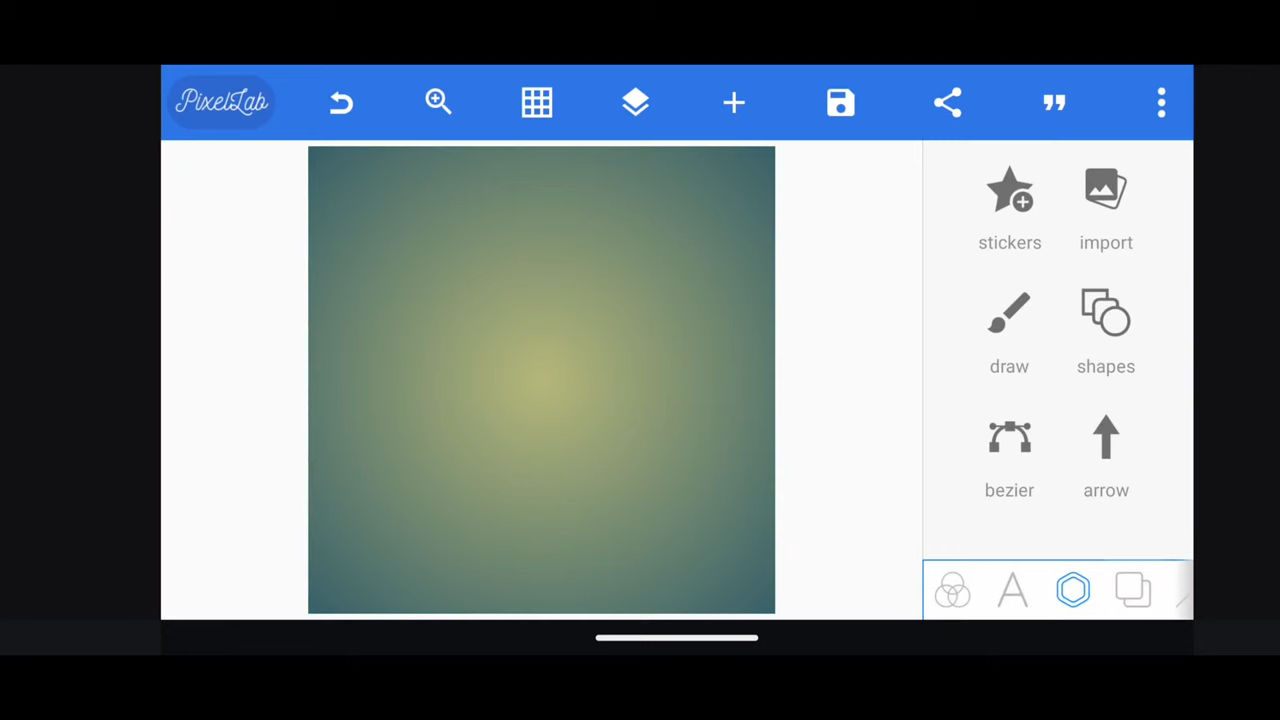 PixelLab
stickers
import
draw
shapes
bezier
arrow